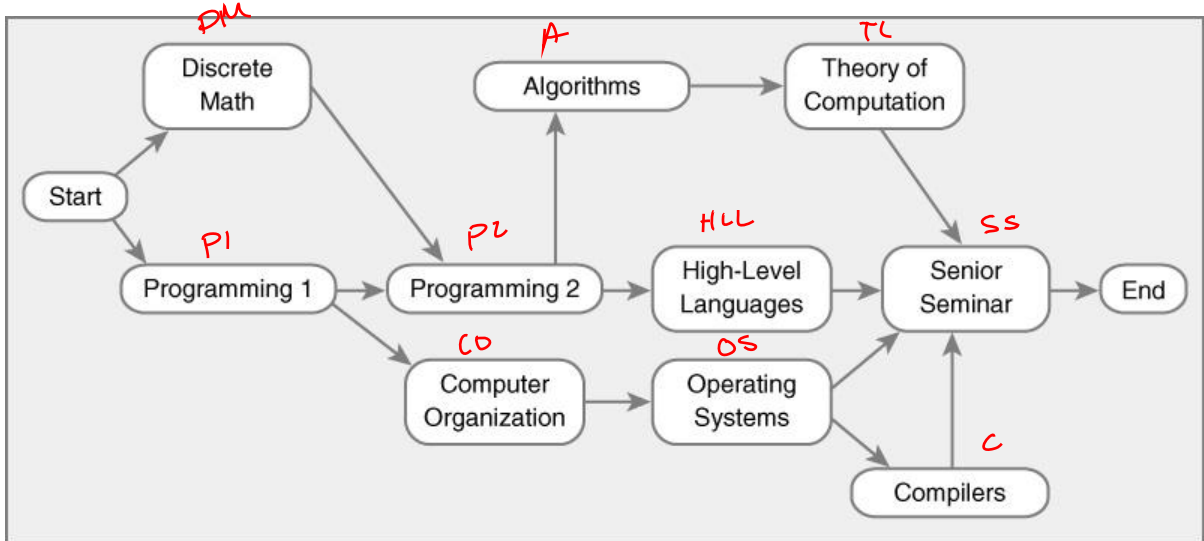 DM
A
TC
Discrete
Math
Algorithms
Theory of
Computation
Start
P1
P2
HLL
SS
Programming 1
Programming 2
High-Level
Languages
Senior
Seminar
End
CO
OS
Computer
Organization
Operating
Systems
C
Compilers